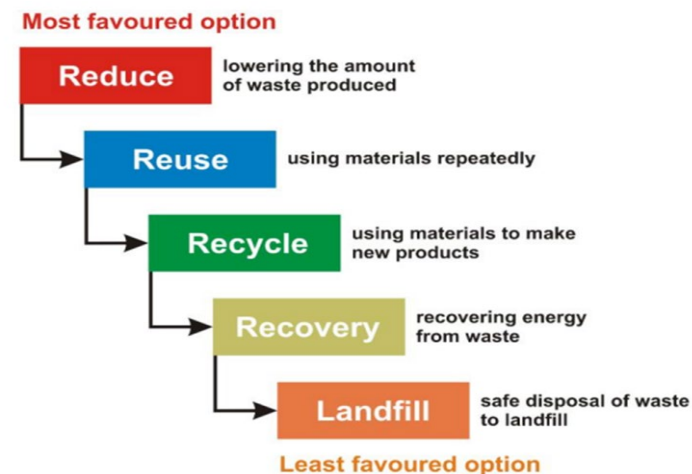 Most favoured option
Reduce
lowering the amount
of waste produced
Reuse
using materials repeatedly
Recycle
using materials to make
new products
Recovery
recovering energy
from waste
Landfill
safe disposal of waste
to landfill
Least favoured option